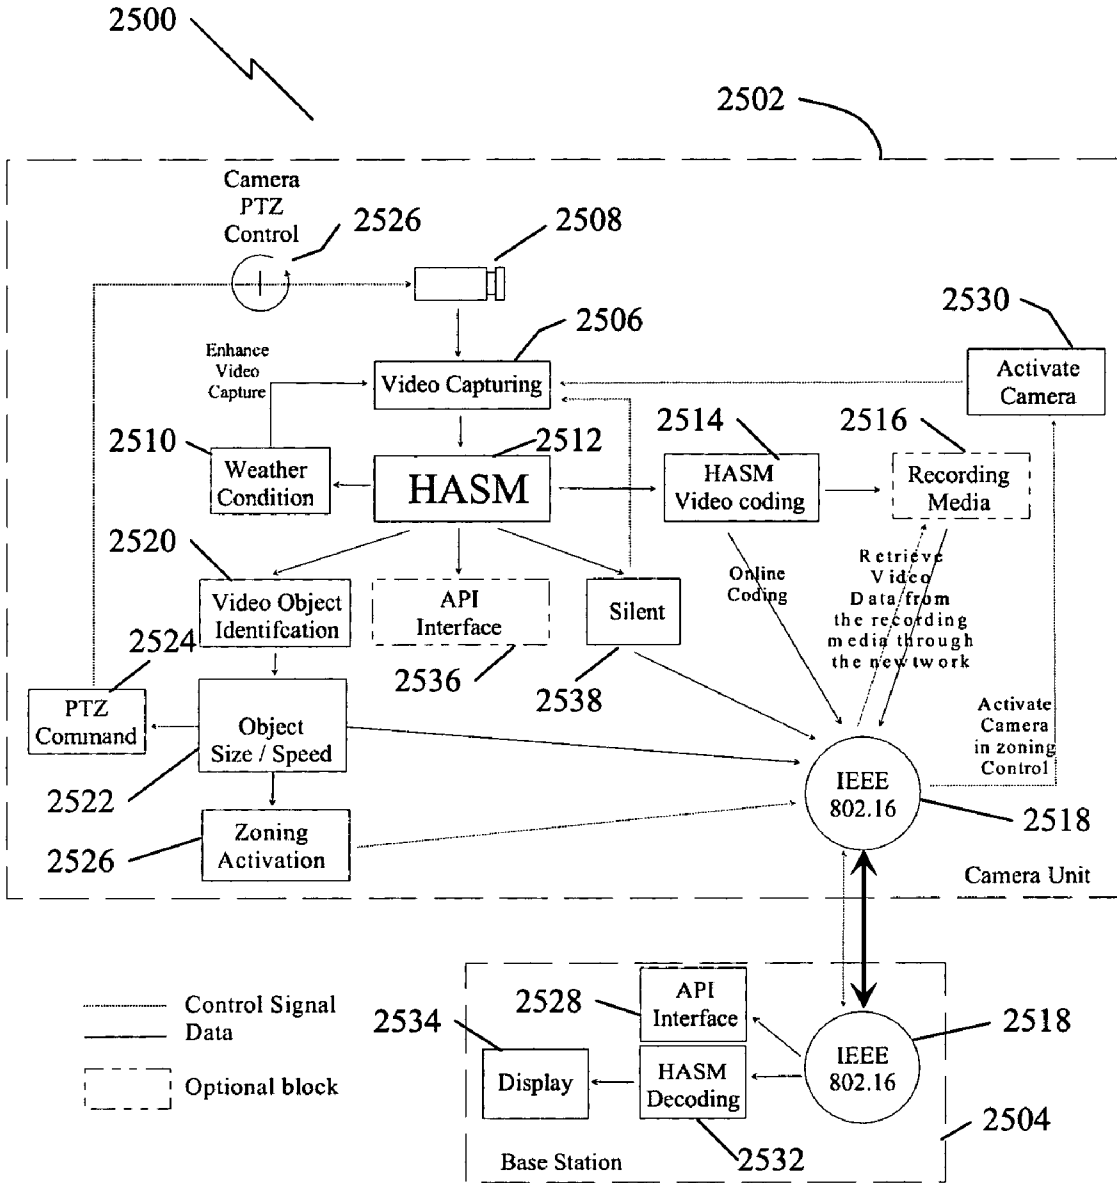 2500
2502
Camera
PTZ
Control
2526
2508
2530
2506
Enhance
Video
Capture
Video Capturing
Activate
Camera
2510
2512
2514
2516
Weather
Condition
HASM
HASM
Video coding
Recording
Media
2520
Online
Coding
Retrieve
Video
Data from
the recording
media through
the newtwork
Video Object
Identifcation
API
Interface
Silent
2524
2536
2538
PTZ
Command
Object
Size / Speed
Activate
Camera
in zoning
Control
IEEE
802.16
2522
2518
2526
Zoning
Activation
Camera Unit
Control Signal
Data
Optional block
2528
API
Interface
2534
2518
IEEE
802.16
Display
HASM
Decoding
2504
2532
Base Station